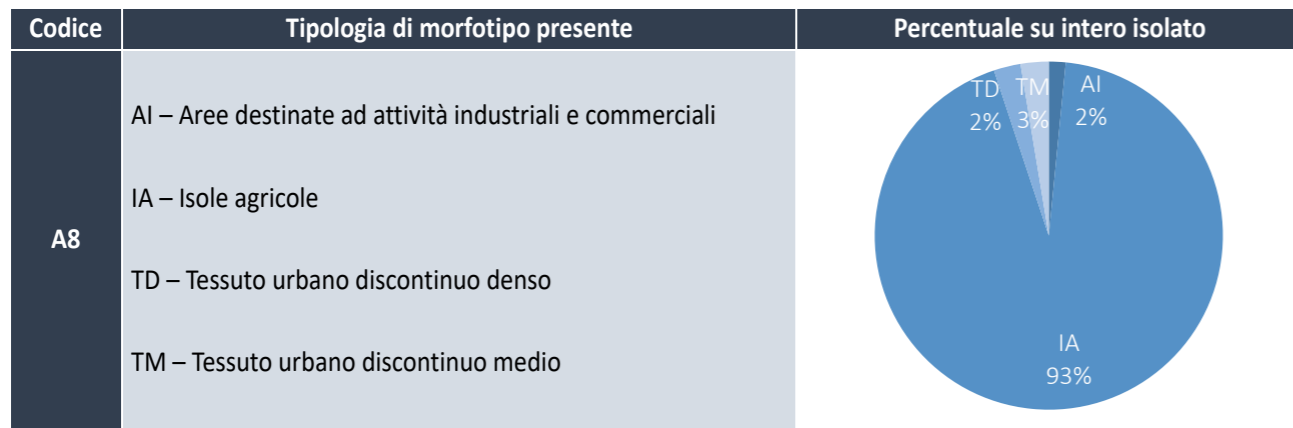 Codice Tipologia di morfotipo presente Percentuale su intero isolato
A8
AI – Aree destinate ad attività industriali e commerciali
IA – Isole agricole
TD – Tessuto urbano discontinuo denso
TM – Tessuto urbano discontinuo medio
TD TM AI
2% 3% 2%
IA
93%